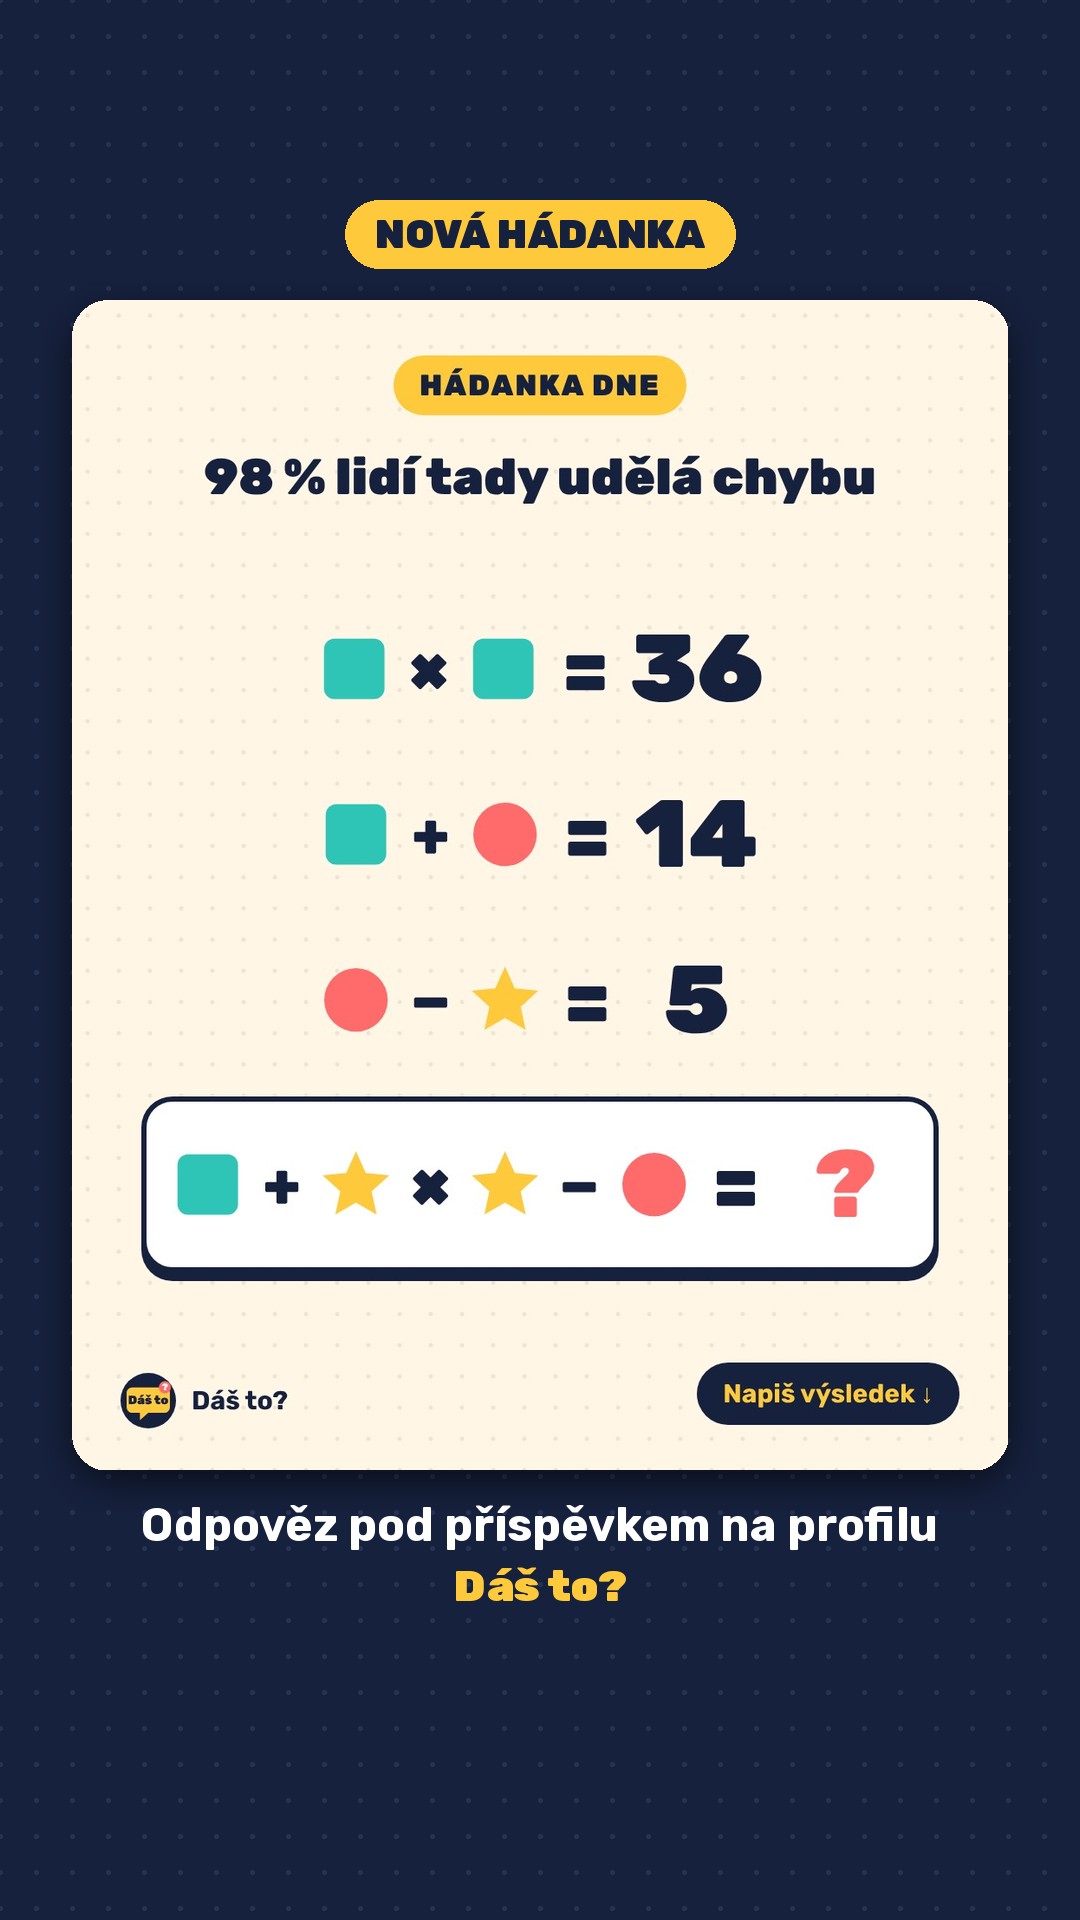 NOVÁ HÁDANKA
HÁDANKA DNE
98 % lidí tady udělá chybu
× = 36
+ = 14
− = 5
+ × − = ?
Dáš to ?
Dáš to?
Napiš výsledek ↓
Odpověz pod příspěvkem na profilu
Dáš to?